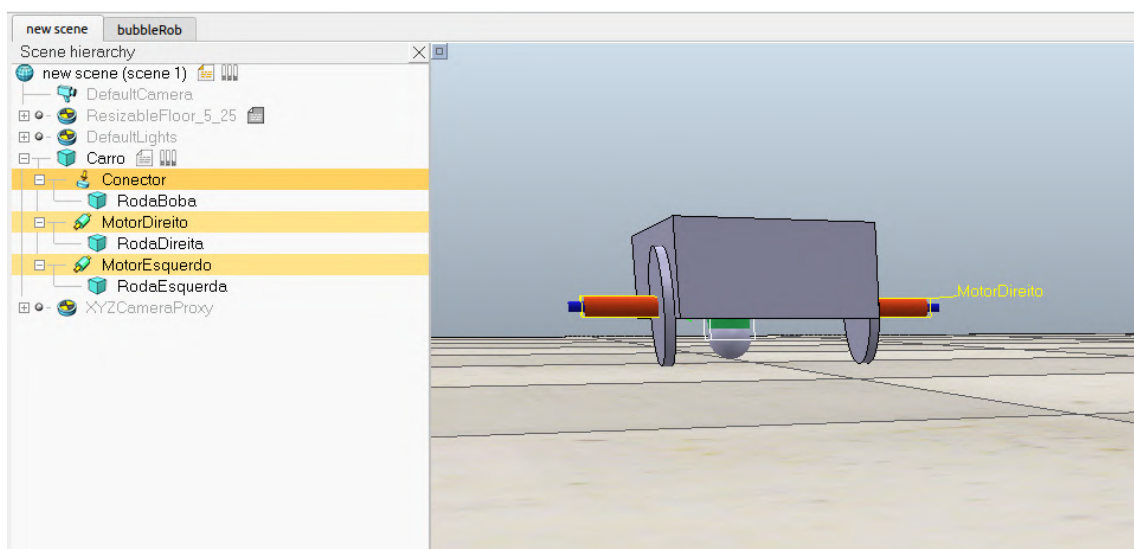 new scene
bubbleRob
Scene hierarchy
new scene (scene 1)
DefaultCamera
ResizableFloor_5_25
DefaultLights
Carro
Conector
RodaBoba
MotorDireito
RodaDireita
MotorEsquerdo
RodaEsquerda
XYZCameraProxy
MotorDireito